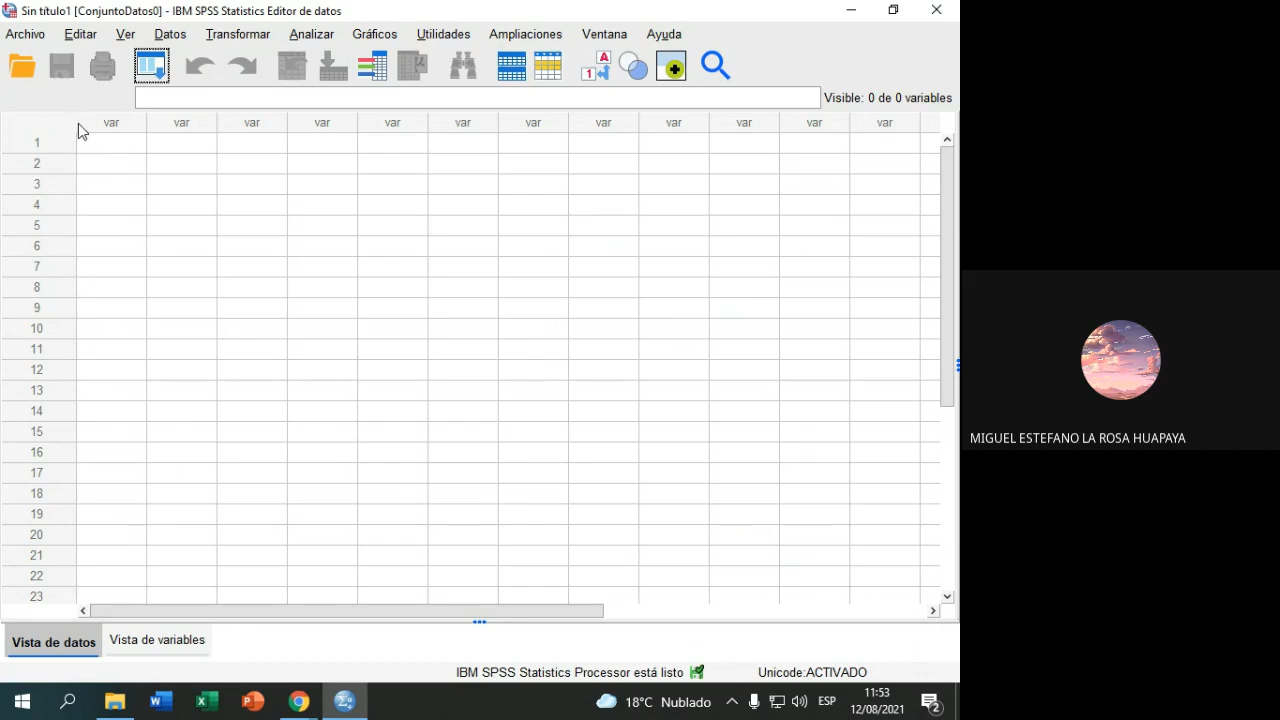 Sin título1 [ConjuntoDatos0] - IBM SPSS Statistics Editor de datos
Archivo Editar Ver Datos Transformar Analizar Gráficos Utilidades Ampliaciones Ventana Ayuda
1 A
Visible: 0 de 0 variables
var var var var var var var var var var var var
1
2
3
4
5
6
7
8
9
10
11
12
13
14
15
16
17
18
19
20
21
22
23
MIGUEL ESTEFANO LA ROSA HUAPAYA
Vista de datos Vista de variables
IBM SPSS Statistics Processor está listo Unicode:ACTIVADO
18°C Nublado ESP 11:53
12/08/2021 2